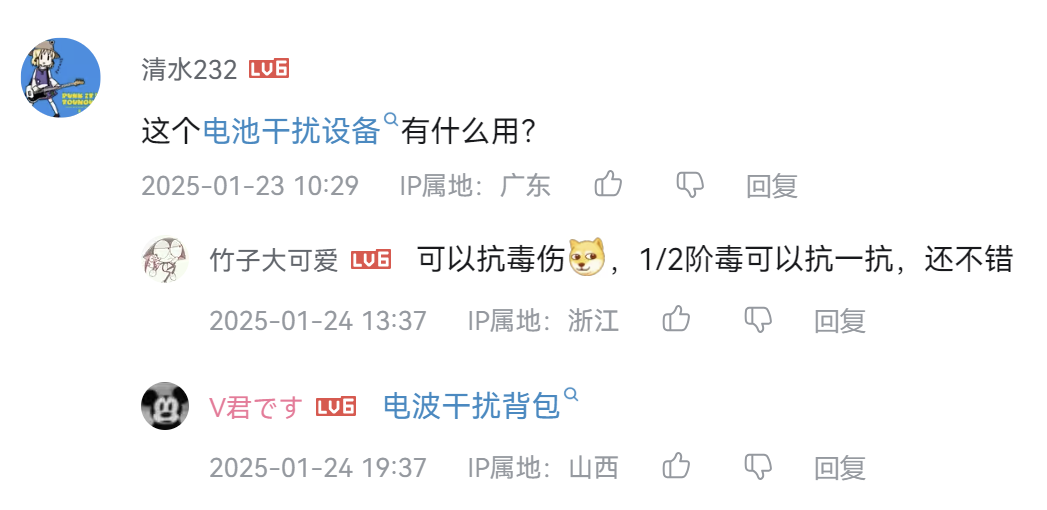 清水232 LV6
这个电池干扰设备有什么用？
2025-01-23 10:29 IP属地：广东 回复
竹子大可爱 LV6 可以抗毒伤，1/2阶毒可以抗一抗，还不错
2025-01-24 13:37 IP属地：浙江 回复
V君です LV6 电波干扰背包
2025-01-24 19:37 IP属地：山西 回复